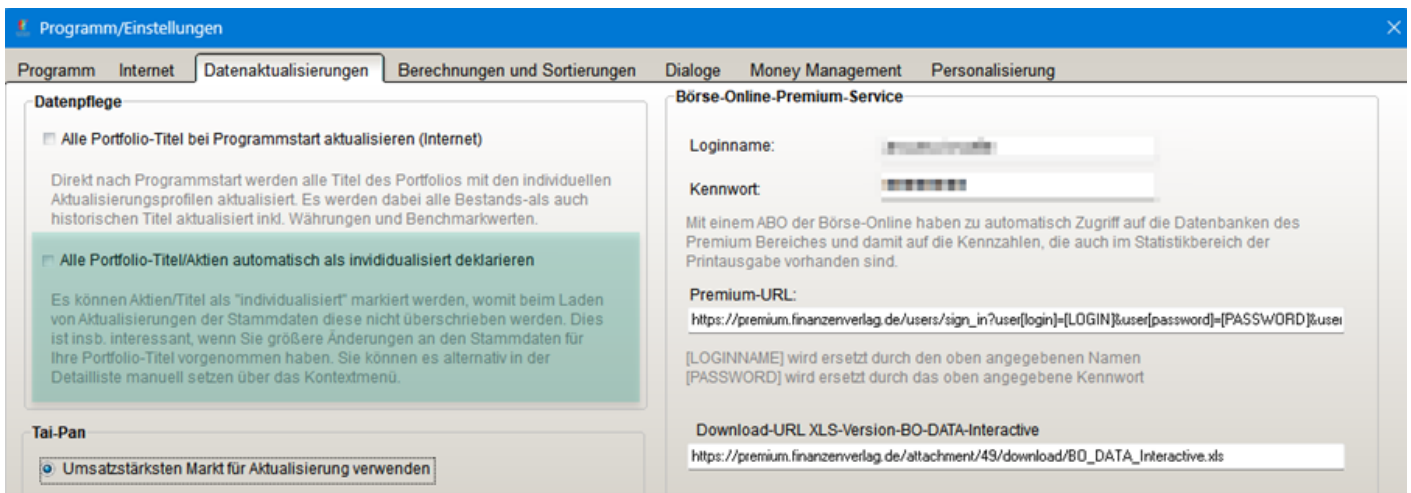 Programm/Einstellungen
Programm Internet Datenaktualisierungen Berechnungen und Sortierungen Dialoge Money Management Personalisierung
Datenpflege
Alle Portfolio-Titel bei Programmstart aktualisieren (Internet)
Direkt nach Programmstart werden alle Titel des Portfolios mit den individuellen
Aktualisierungsprofilen aktualisiert. Es werden dabei alle Bestands-als auch
historischen Titel aktualisiert inkl. Währungen und Benchmarkwerten.
Alle Portfolio-Titel/Aktien automatisch als invididualisiert deklarieren
Es können Aktien/Titel als "individualisiert" markiert werden, womit beim Laden
von Aktualisierungen der Stammdaten diese nicht überschrieben werden. Dies
ist insb. interessant, wenn Sie größere Änderungen an den Stammdaten für
Ihre Portfolio-Titel vorgenommen haben. Sie können es alternativ in der
Detailliste manuell setzen über das Kontextmenü.
Tai-Pan
Umsatzstärksten Markt für Aktualisierung verwenden
Börse-Online-Premium-Service
Loginname:
Kennwort:
Mit einem ABO der Börse-Online haben zu automatisch Zugriff auf die Datenbanken des
Premium Bereiches und damit auf die Kennzahlen, die auch im Statistikbereich der
Printausgabe vorhanden sind.
Premium-URL:
https://premium.finanzenverlag.de/users/sign_in?user[login]=[LOGIN]&user[password]=[PASSWORD]&user
[LOGINNAME] wird ersetzt durch den oben angegebenen Namen
[PASSWORD] wird ersetzt durch das oben angegebene Kennwort
Download-URL XLS-Version-BO-DATA-Interactive
https://premium.finanzenverlag.de/attachment/49/download/BO_DATA_Interactive.xls